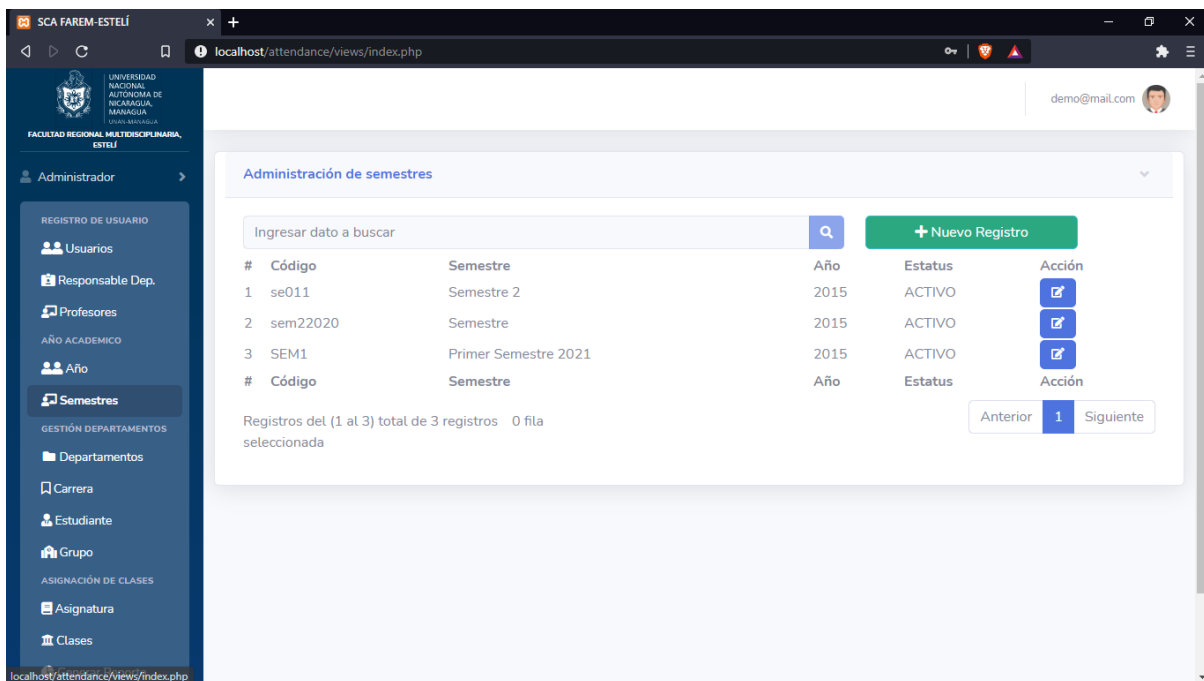 SCA FAREM-ESTELÍ
localhost/attendance/views/index.php
UNIVERSIDAD
NACIONAL
AUTÓNOMA DE
NICARAGUA,
MANAGUA
UNAN-MANAGUA
FACULTAD REGIONAL MULTIDISCIPLINARIA,
ESTELÍ
demo@mail.com
Administrador
REGISTRO DE USUARIO
Usuarios
Responsable Dep.
Profesores
AÑO ACADEMICO
Año
Semestres
GESTIÓN DEPARTAMENTOS
Departamentos
Carrera
Estudiante
Grupo
ASIGNACIÓN DE CLASES
Asignatura
Clases
Generar Reporte
localhost/attendance/views/index.php
Administración de semestres
Ingresar dato a buscar
Nuevo Registro
# Código Semestre Año Estatus Acción
1 se011 Semestre 2 2015 ACTIVO
2 sem22020 Semestre 2015 ACTIVO
3 SEM1 Primer Semestre 2021 2015 ACTIVO
# Código Semestre Año Estatus Acción
Registros del (1 al 3) total de 3 registros 0 fila
seleccionada
Anterior 1 Siguiente